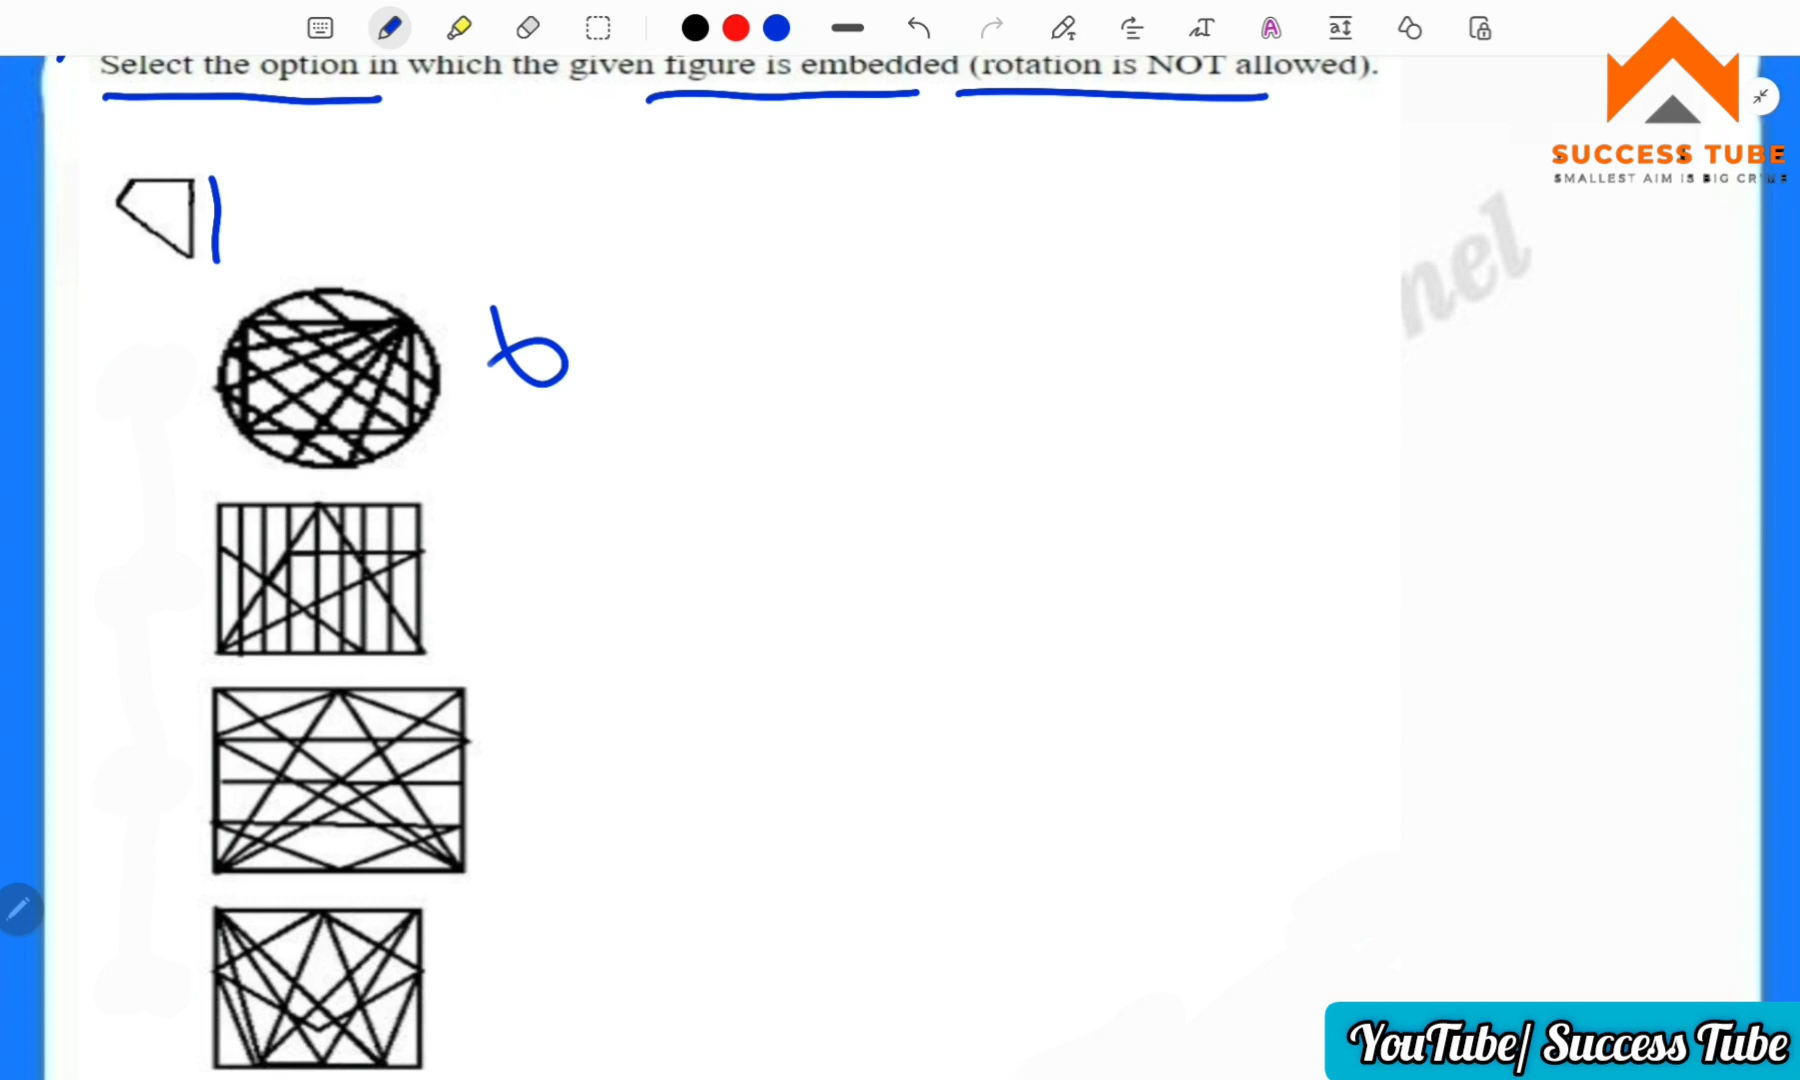 Select the option in which the given figure is embedded (rotation is NOT allowed).
SUCCESS TUBE
SMALLEST AIM IS BIG CRIME
nel
YouTube/ Success Tube